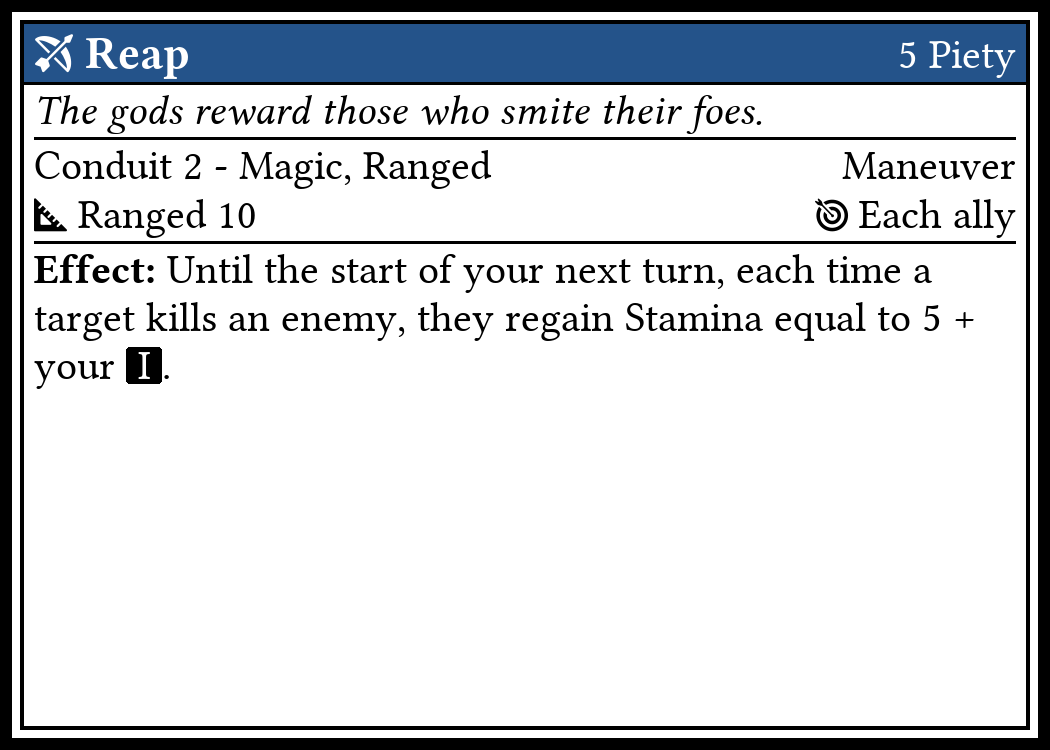 Reap 5 Piety
The gods reward those who smite their foes.
Conduit 2 - Magic, Ranged Maneuver
Ranged 10 Each ally
Effect: Until the start of your next turn, each time a
target kills an enemy, they regain Stamina equal to 5 +
your I.